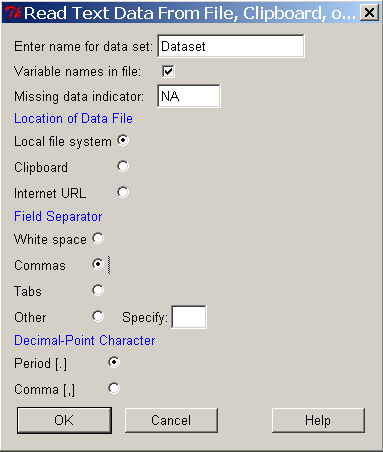 Read Text Data From File, Clipboard, o...
Enter name for data set: Dataset
Variable names in file:
Missing data indicator: NA
Location of Data File
Local file system
Clipboard
Internet URL
Field Separator
White space
Commas
Tabs
Other Specify:
Decimal-Point Character
Period [.]
Comma [,]
OK Cancel Help